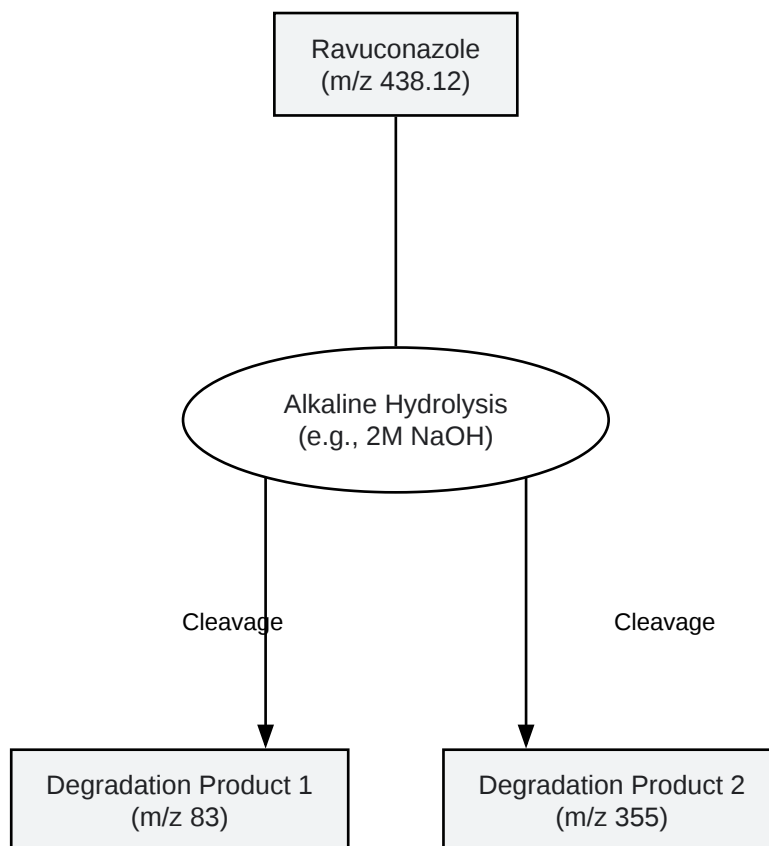 Ravuconazole
(m/z 438.12)
Alkaline Hydrolysis
(e.g., 2M NaOH)
Cleavage
Cleavage
Degradation Product 1
(m/z 83)
Degradation Product 2
(m/z 355)